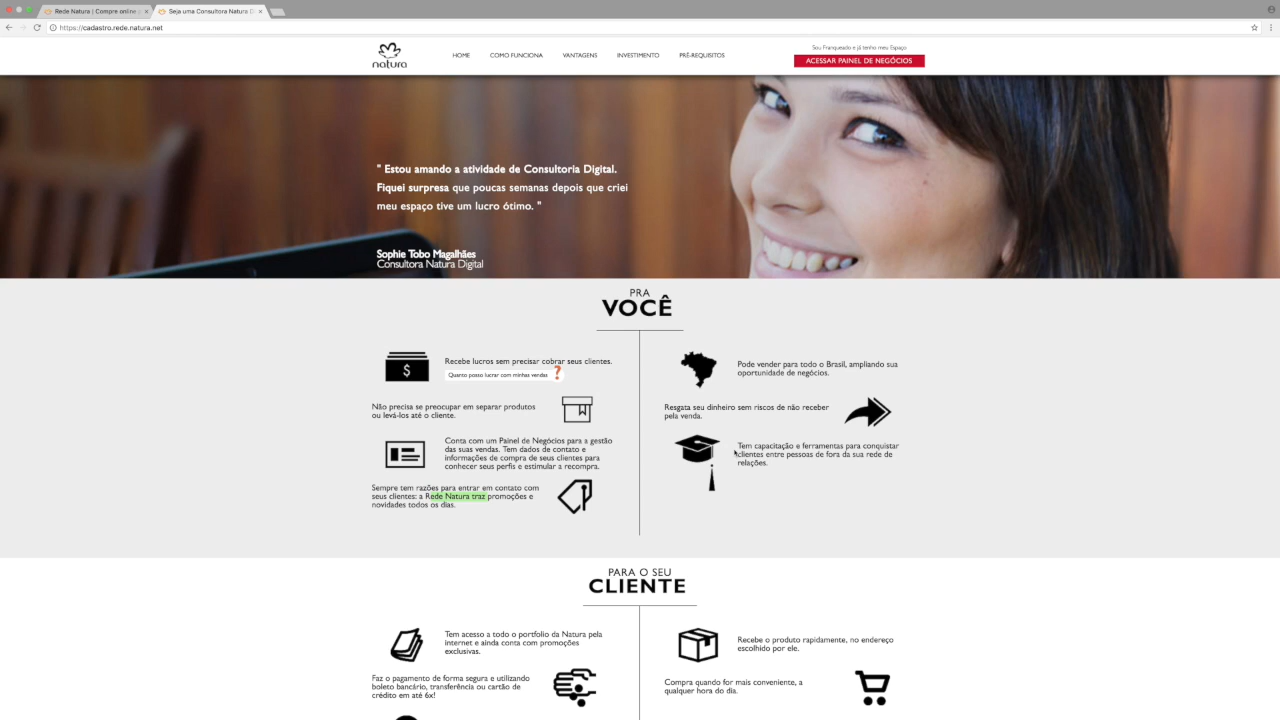 Rede Natura | Compre online
Seja uma Consultora Natura D
https://cadastro.rede.natura.net
natura
HOME
COMO FUNCIONA
VANTAGENS
INVESTIMENTO
PRÉ-REQUISITOS
Sou Franqueado e já tenho meu Espaço
ACESSAR PAINEL DE NEGÓCIOS
" Estou amando a atividade de Consultoria Digital.
Fiquei surpresa que poucas semanas depois que criei
meu espaço tive um lucro ótimo. "
Sophie Tobo Magalhães
Consultora Natura Digital
PRA
VOCÊ
$
Recebe lucros sem precisar cobrar seus clientes.
Quanto posso lucrar com minhas vendas ?
Não precisa se preocupar em separar produtos
ou levá-los até o cliente.
Conta com um Painel de Negócios para a gestão
das suas vendas. Tem dados de contato e
informações de compra de seus clientes para
conhecer seus perfis e estimular a recompra.
Sempre tem razões para entrar em contato com
seus clientes: a Rede Natura traz promoções e
novidades todos os dias.
Pode vender para todo o Brasil, ampliando sua
oportunidade de negócios.
Resgata seu dinheiro sem riscos de não receber
pela venda.
Tem capacitação e ferramentas para conquistar
clientes entre pessoas de fora da sua rede de
relações.
PARA O SEU
CLIENTE
Tem acesso a todo o portfolio da Natura pela
internet e ainda conta com promoções
exclusivas.
Faz o pagamento de forma segura e utilizando
boleto bancário, transferência ou cartão de
crédito em até 6x!
Recebe o produto rapidamente, no endereço
escolhido por ele.
Compra quando for mais conveniente, a
qualquer hora do dia.